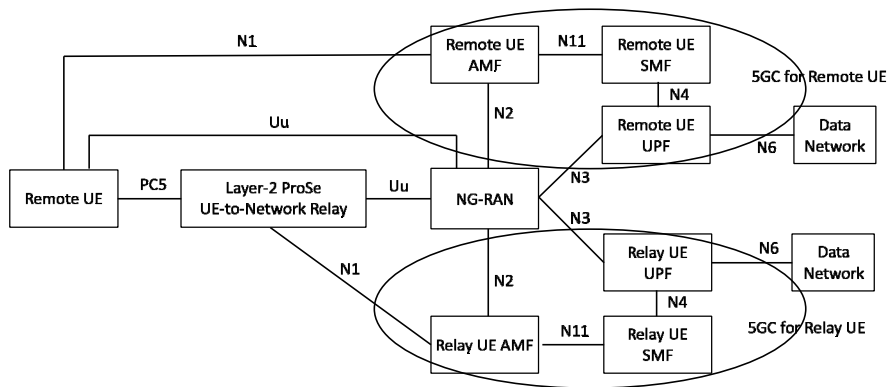 N1
Remote UE
AMF
N11
Remote UE
SMF
5GC for Remote UE
N4
N2
Uu
Remote UE
UPF
N6
Data
Network
N3
Remote UE
PC5
Layer-2 ProSe
UE-to-Network Relay
Uu
NG-RAN
N3
N1
N2
Relay UE
UPF
N6
Data
Network
N4
5GC for Relay UE
Relay UE AMF
N11
Relay UE
SMF